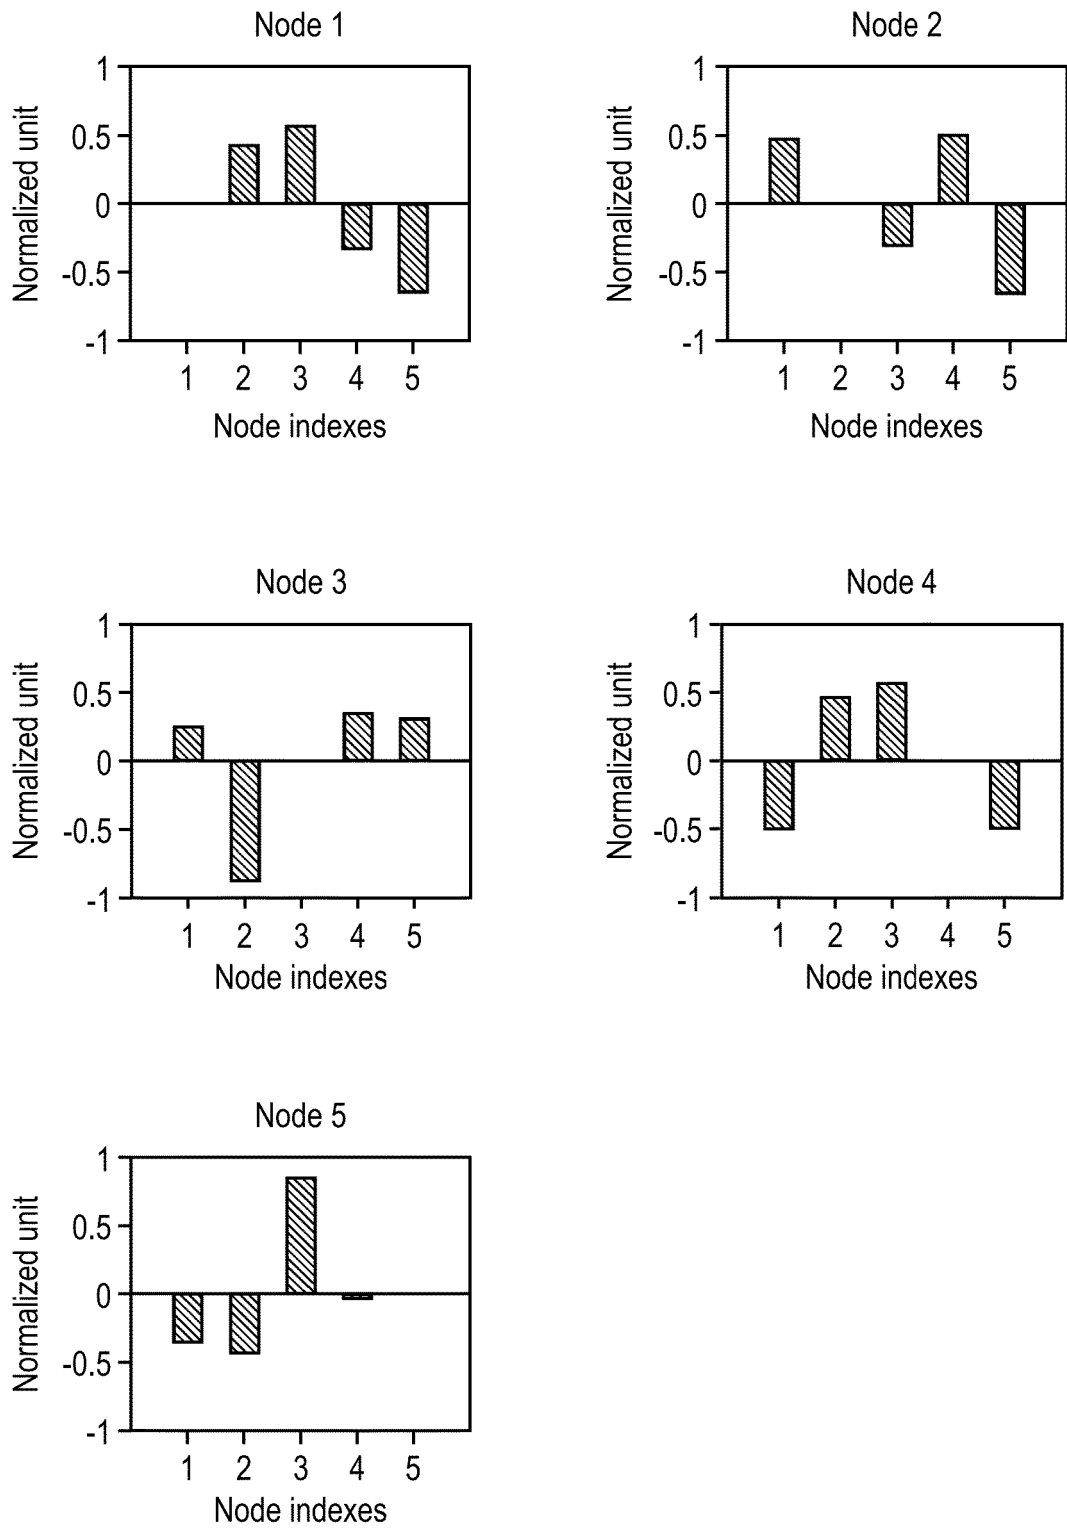 Node 1
Normalized unit
1
0.5
0
-0.5
-1
1 2 3 4 5
Node indexes
Node 2
Normalized unit
1
0.5
0
-0.5
-1
1 2 3 4 5
Node indexes
Node 3
Normalized unit
1
0.5
0
-0.5
-1
1 2 3 4 5
Node indexes
Node 4
Normalized unit
1
0.5
0
-0.5
-1
1 2 3 4 5
Node indexes
Node 5
Normalized unit
1
0.5
0
-0.5
-1
1 2 3 4 5
Node indexes